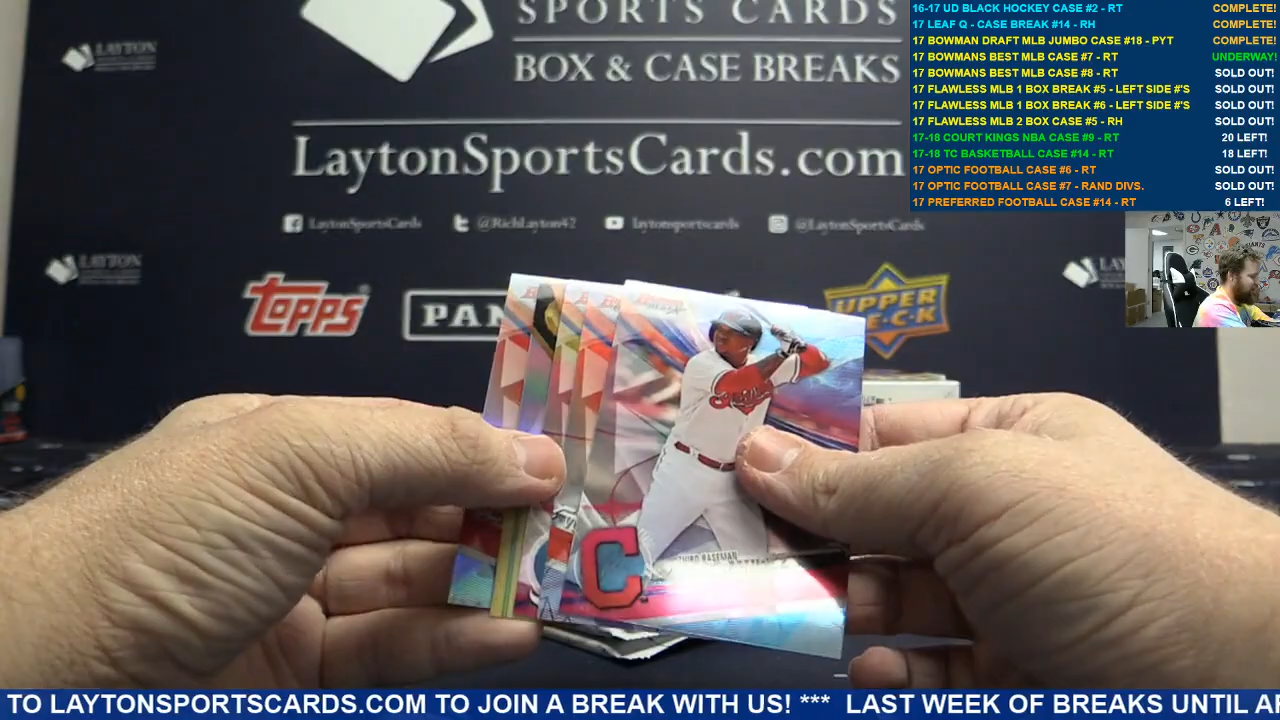 SPORTS CARDS
BOX & CASE BREAKS
LaytonSportsCards.com
LaytonSportsCards
@RichLayton42
laytonsportscards
@LaytonSportsCards
LAYTON
LAYTON
TOPPS
PAN
UPPER
DECK
16-17 UD BLACK HOCKEY CASE #2 - RT COMPLETE!
17 LEAF Q - CASE BREAK #14 - RH COMPLETE!
17 BOWMAN DRAFT MLB JUMBO CASE #18 - PYT COMPLETE!
17 BOWMANS BEST MLB CASE #7 - RT UNDERWAY!
17 BOWMANS BEST MLB CASE #8 - RT SOLD OUT!
17 FLAWLESS MLB 1 BOX BREAK #5 - LEFT SIDE #'S SOLD OUT!
17 FLAWLESS MLB 1 BOX BREAK #6 - LEFT SIDE #'S SOLD OUT!
17 FLAWLESS MLB 2 BOX CASE #5 - RH SOLD OUT!
17-18 COURT KINGS NBA CASE #9 - RT 20 LEFT!
17-18 TC BASKETBALL CASE #14 - RT 18 LEFT!
17 OPTIC FOOTBALL CASE #6 - RT SOLD OUT!
17 OPTIC FOOTBALL CASE #7 - RAND DIVS. SOLD OUT!
17 PREFERRED FOOTBALL CASE #14 - RT 6 LEFT!
Indians
THIRD BASEMAN
C
TO LAYTONSPORTSCARDS.COM TO JOIN A BREAK WITH US! *** LAST WEEK OF BREAKS UNTIL